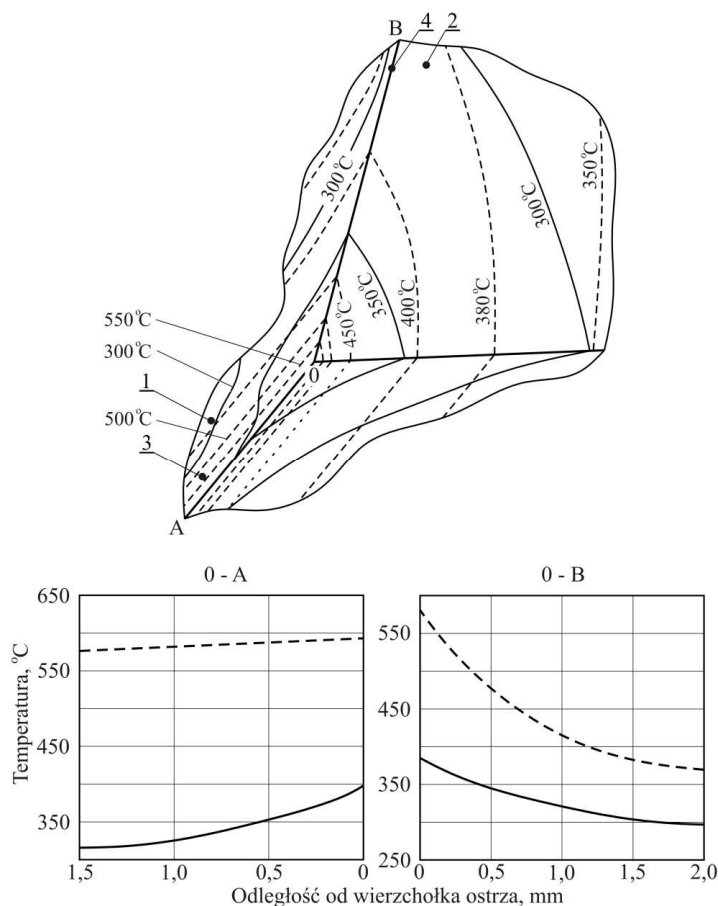 B
4
2
300°C
350°C
300°C
550°C
300°C
1
500°C
3
450°C
350°C
400°C
380°C
0
A
0 - A
0 - B
650
550
450
350
550
450
350
250
Temperatura, °C
1,5
1,0
0,5
0
0
0,5
1,0
1,5
2,0
Odległość od wierzchołka ostrza, mm